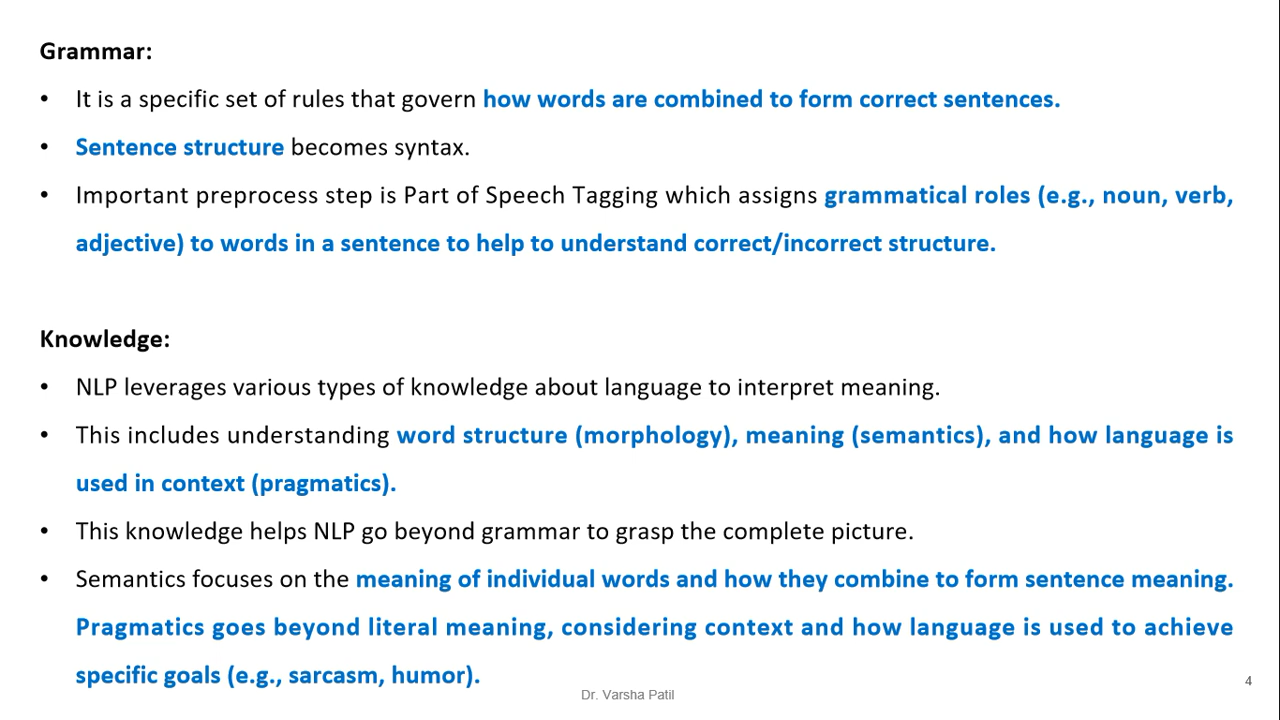 Grammar:
• It is a specific set of rules that govern how words are combined to form correct sentences.
• Sentence structure becomes syntax.
• Important preprocess step is Part of Speech Tagging which assigns grammatical roles (e.g., noun, verb,
adjective) to words in a sentence to help to understand correct/incorrect structure.
Knowledge:
• NLP leverages various types of knowledge about language to interpret meaning.
• This includes understanding word structure (morphology), meaning (semantics), and how language is
used in context (pragmatics).
• This knowledge helps NLP go beyond grammar to grasp the complete picture.
• Semantics focuses on the meaning of individual words and how they combine to form sentence meaning.
Pragmatics goes beyond literal meaning, considering context and how language is used to achieve
specific goals (e.g., sarcasm, humor).
Dr. Varsha Patil
4